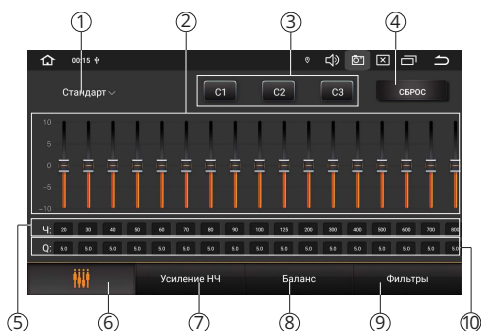 1 2 3 4
00:15
Стандарт C1 C2 C3 СБРОС
10
5
0
-5
-10
Ч: 20 30 40 50 60 70 80 90 100 125 200 300 400 500 600 700 800
Q: 5.0 5.0 5.0 5.0 5.0 5.0 5.0 5.0 5.0 5.0 5.0 5.0 5.0 5.0 5.0 5.0 5.0
Усиление НЧ Баланс Фильтры
5 6 7 8 9 10